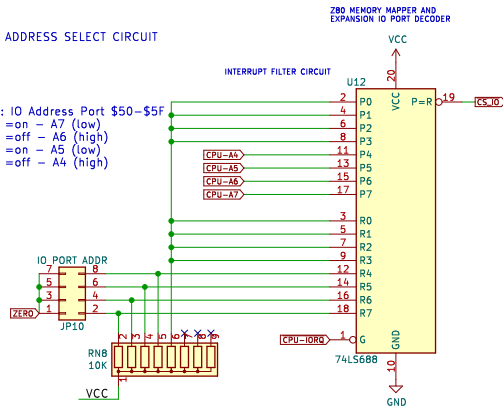 Z80 MEMORY MAPPER AND
EXPANSION IO PORT DECODER
ADDRESS SELECT CIRCUIT
VCC
INTERRUPT FILTER CIRCUIT
U12
20
VCC
: IO Address Port $50-$5F
=on - A7 (low)
=off - A6 (high)
=on - A5 (low)
=off - A4 (high)
2 P0 P=R 19 CS_IO
4 P1
6 P2
8 P3
CPU-A4 11 P4
CPU-A5 13 P5
CPU-A6 15 P6
CPU-A7 17 P7
3 R0
5 R1
7 R2
9 R3
12 R4
14 R5
16 R6
18 R7
IO_PORT ADDR
7 8
5 6
3 4
ZERO 1 2
JP10
CPU-IORQ 1 G
GND
74LS688
10
GND
RN8
10K
2 3 4 5 6 7 8 9
1
VCC